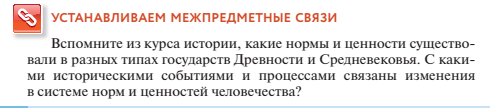 УСТАНАВЛИВАЕМ МЕЖПРЕДМЕТНЫЕ СВЯЗИ
Вспомните из курса истории, какие нормы и ценности существо-
вали в разных типах государств Древности и Средневековья. С каки-
ми историческими событиями и процессами связаны изменения
в системе норм и ценностей человечества?